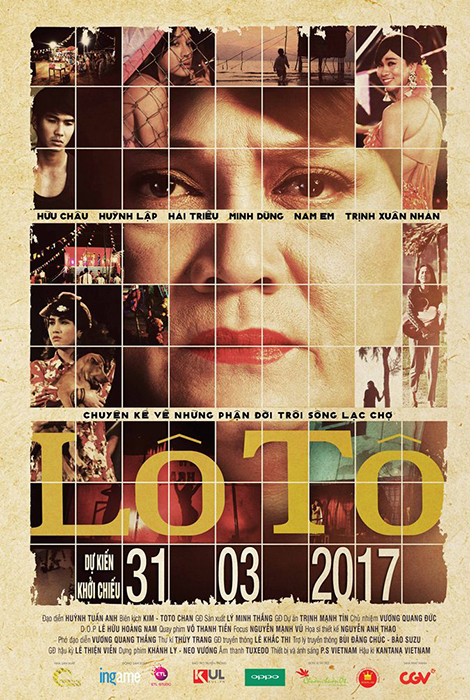 HỮU CHÂU HUỲNH LẬP HẢI TRIỀU MINH DŨNG NAM EM TRỊNH XUÂN NHẢN
CHUYỆN KỂ VỀ NHỮNG PHẬN ĐỜI TRÔI SÔNG LẠC CHỢ
LÔ TÔ
DỰ KIẾN
KHỞI CHIẾU 31 03 2017
Đạo diễn HUỲNH TUẤN ANH Biên kịch KIM - TOTO CHAN GĐ Sản xuất LÝ MINH THẮNG GĐ Dự án TRỊNH MẠNH TÍN Chủ nhiệm VƯƠNG QUANG ĐỨC
D.O.P LÊ HỮU HOÀNG NAM Quay phim VÕ THANH TIỀN Focus NGUYỄN MẠNH VŨ Họa sĩ thiết kế NGUYỄN ANH THAO
Phó đạo diễn VƯƠNG QUANG THẮNG Thư kí THÙY TRANG GĐ truyền thông LÊ KHẮC THI Trợ lý truyền thông BÙI ĐĂNG CHÚC - BẢO SUZU
GĐ hậu kỳ LÊ THIÊN VIÊN Dựng phim KHÁNH LY - NEO VƯƠNG Âm thanh TUXEDO Thiết bị và ánh sáng P.S VIETNAM Hậu kì KANTANA VIETNAM
ingame KUL oppo CGV